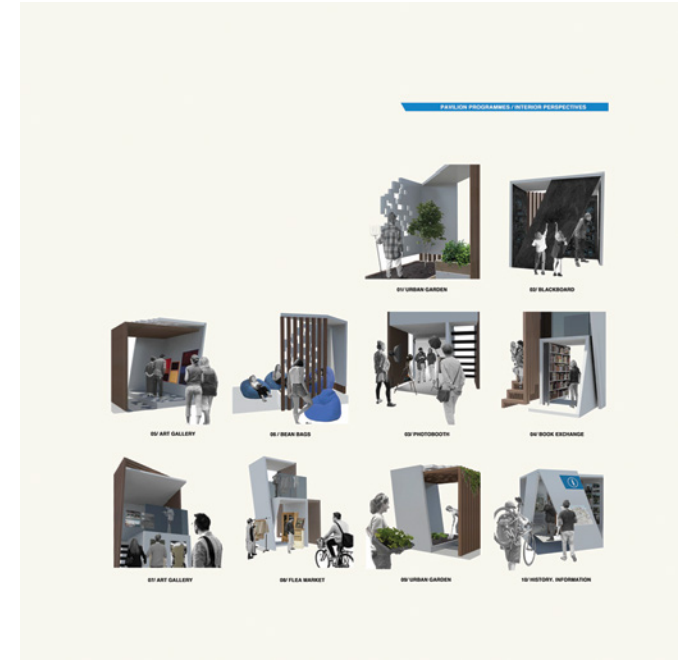 PAVILION PROGRAMMES / INTERIOR PERSPECTIVES
01/ URBAN GARDEN
02/ BLACKBOARD
05/ ART GALLERY
06 / BEAN BAGS
03/ PHOTOBOOTH
04/ BOOK EXCHANGE
07/ ART GALLERY
08/ FLEA MARKET
09/ URBAN GARDEN
10/ HISTORY, INFORMATION